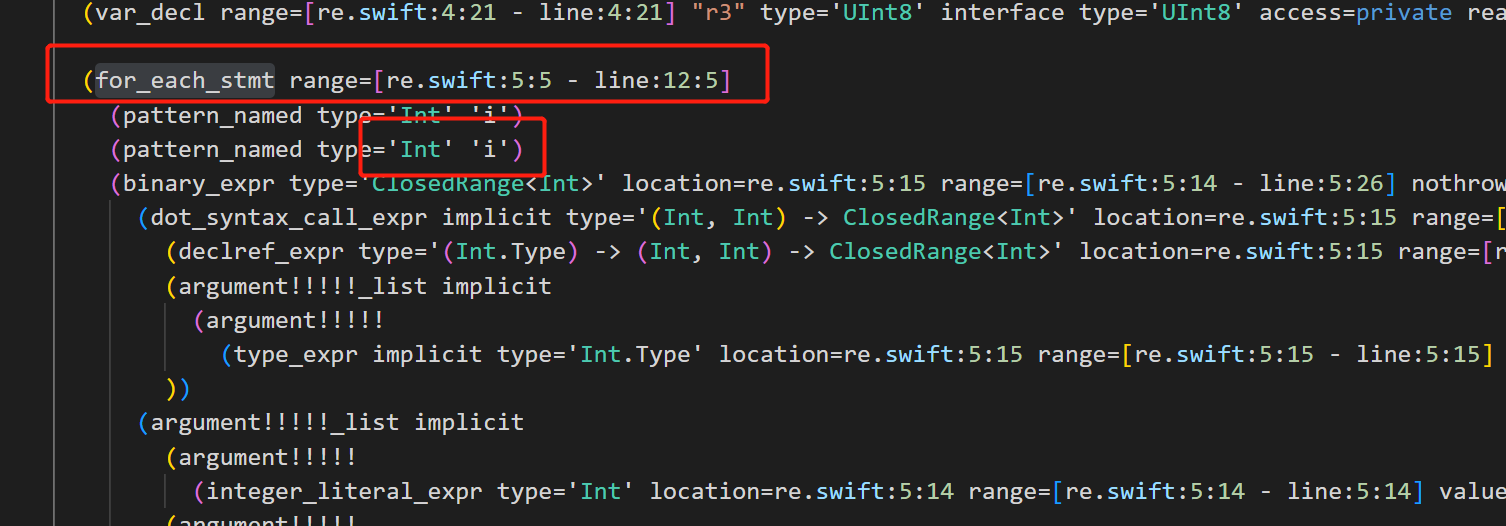 (var_decl range=[re.swift:4:21 - line:4:21] "r3" type='UInt8' interface type='UInt8' access=private rea
(for_each_stmt range=[re.swift:5:5 - line:12:5]
(pattern_named type='Int' 'i')
(pattern_named type='Int' 'i')
(binary_expr type='ClosedRange<Int>' location=re.swift:5:15 range=[re.swift:5:14 - line:5:26] nothrow
(dot_syntax_call_expr implicit type='(Int, Int) -> ClosedRange<Int>' location=re.swift:5:15 range=[
(declref_expr type='(Int.Type) -> (Int, Int) -> ClosedRange<Int>' location=re.swift:5:15 range=[r
(argument!!!!!_list implicit
(argument!!!!!
(type_expr implicit type='Int.Type' location=re.swift:5:15 range=[re.swift:5:15 - line:5:15]
))
(argument!!!!!_list implicit
(argument!!!!!
(integer_literal_expr type='Int' location=re.swift:5:14 range=[re.swift:5:14 - line:5:14] value
(argument!!!!!